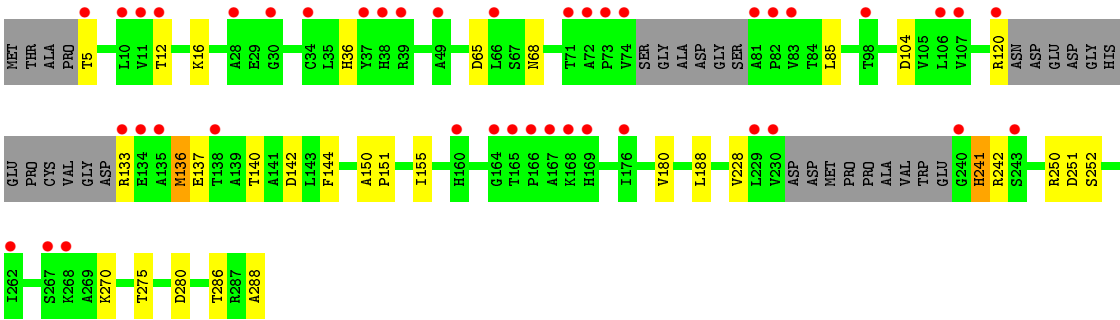 MET THR ALA PRO T5 L10 V11 T12 K16 A28 E29 G30 C34 L35 H36 Y37 H38 R39 A49 D65 L66 S67 N68 T71 A72 P73 V74 SER GLY ALA ASP GLY SER A81 P82 V83 T84 L85 T98 D104 V105 L106 V107 R120 ASN ASP GLU ASP GLY HIS
GLU PRO CYS VAL GLY ASP R133 E134 A135 M136 E137 T138 A139 T140 A141 D142 L143 F144 A150 P151 I155 H160 G164 T165 P166 A167 K168 H169 I176 V180 L188 V228 L229 V230 ASP ASP MET PRO PRO ALA VAL TRP GLU G240 H241 R242 S243 R250 D251 S252
I262 S267 K268 A269 K270 T275 D280 T286 R287 A288